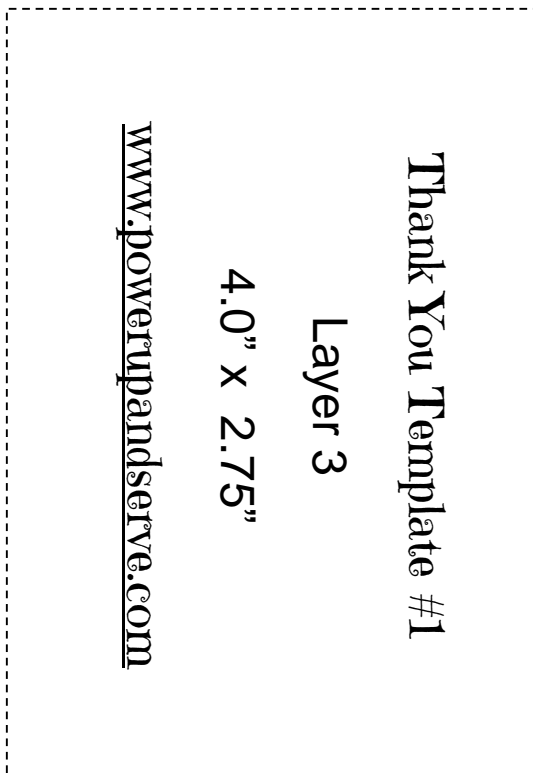 Thank You Template #1
Layer 3
4.0” x 2.75”
www.powerupandserve.com